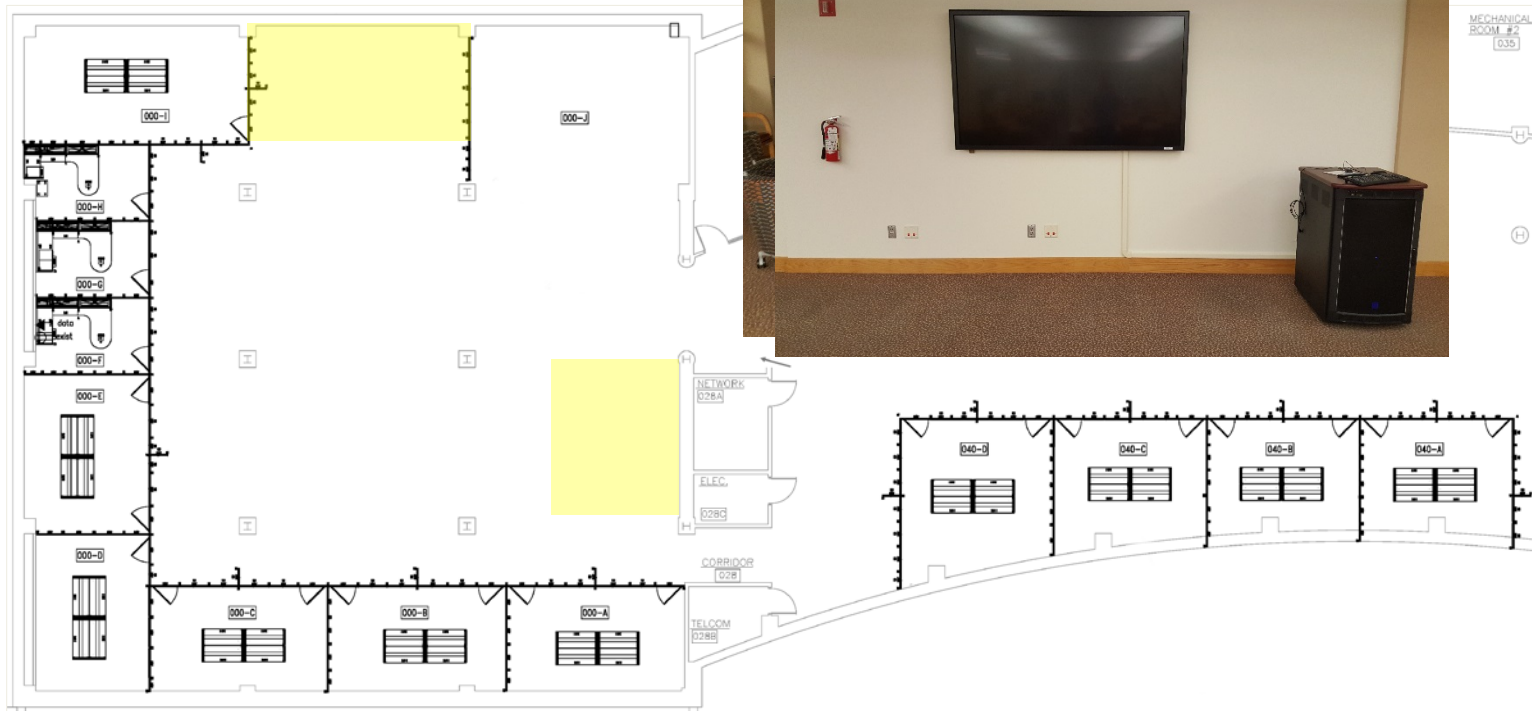 MECHANICAL
ROOM #2
035
000-I
000-J
000-H
000-G
data
exist
000-F
000-E
NETWORK
028A
ELEC.
028C
040-D
040-C
040-B
040-A
000-D
CORRIDOR
028
000-C
000-B
000-A
TELCOM
028B